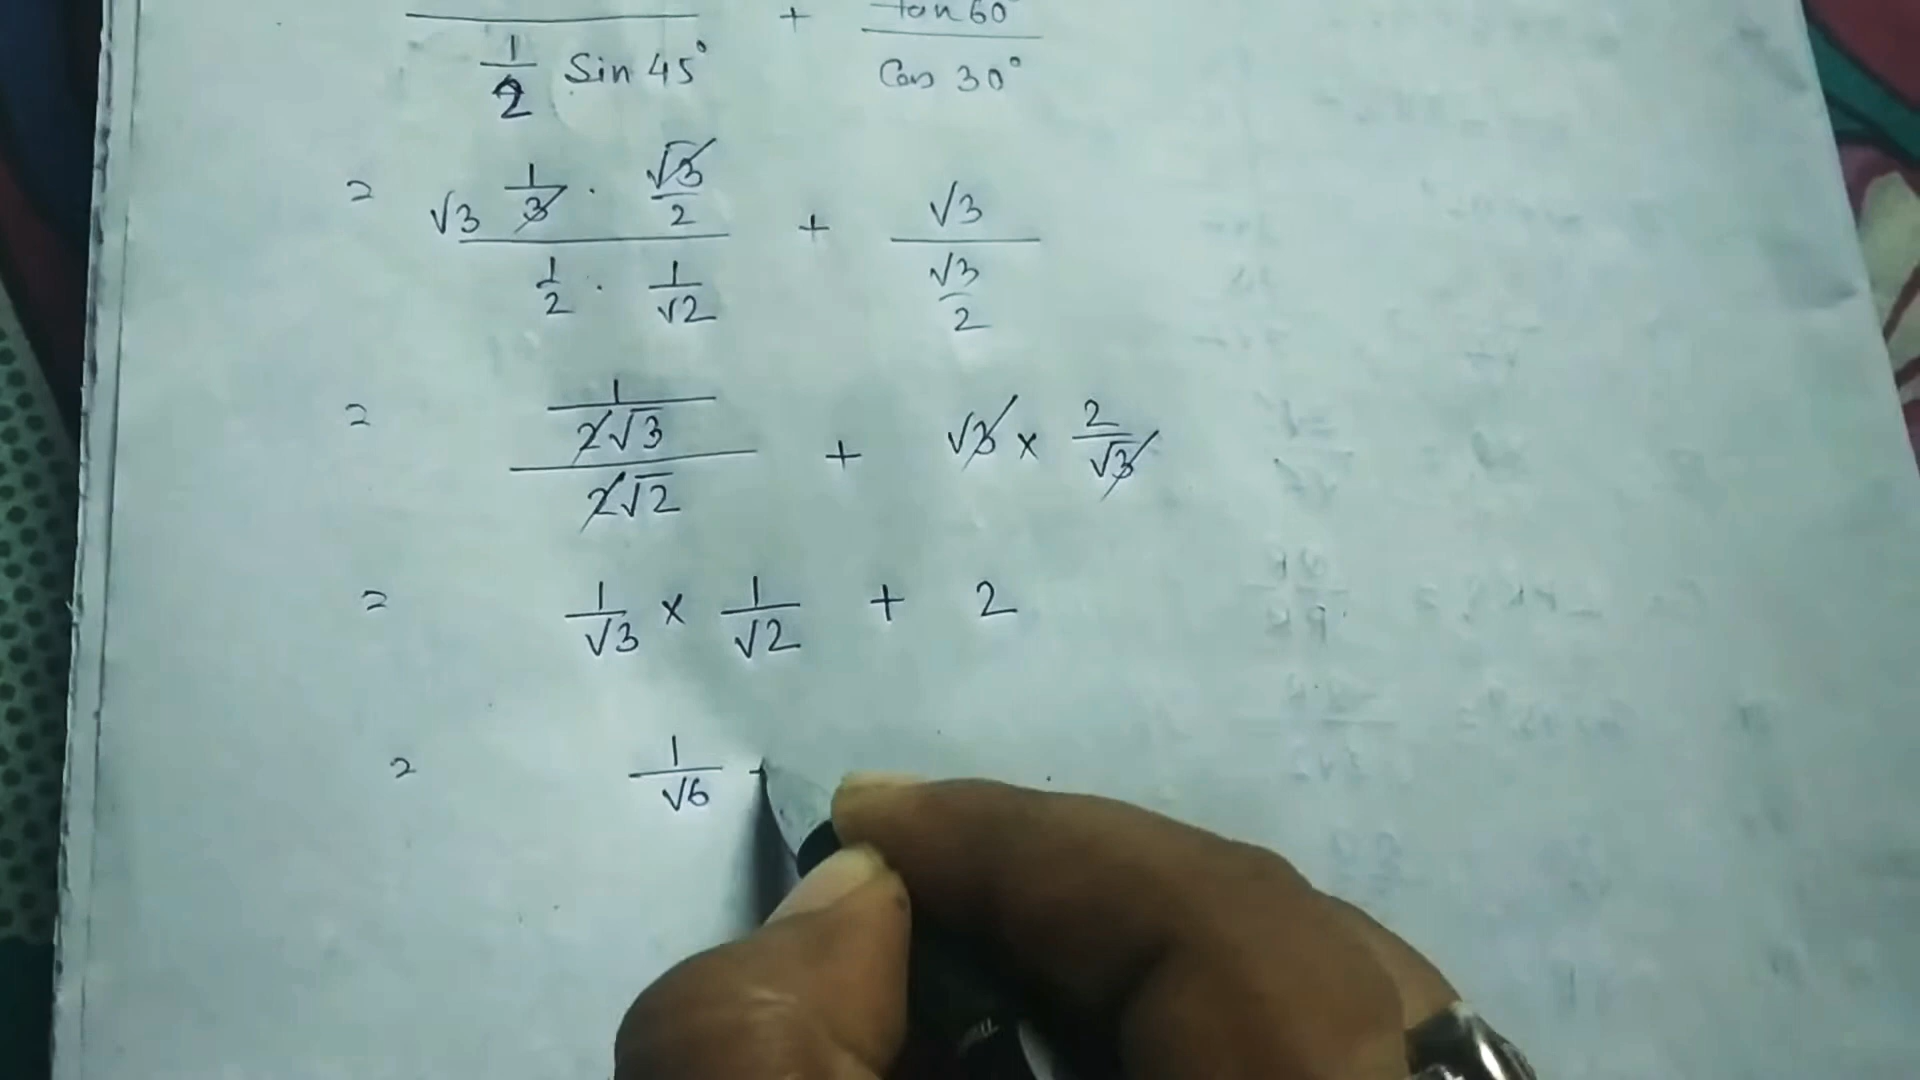 + tan 60°
1/2 Sin 45° Cos 30°
= √3 1/3 · √3/2 / 1/2 · 1/√2 + √3 / √3/2
= 1/2√3 / 2√2 + √3 × 2/√3
= 1/√3 × 1/√2 + 2
= 1/√6